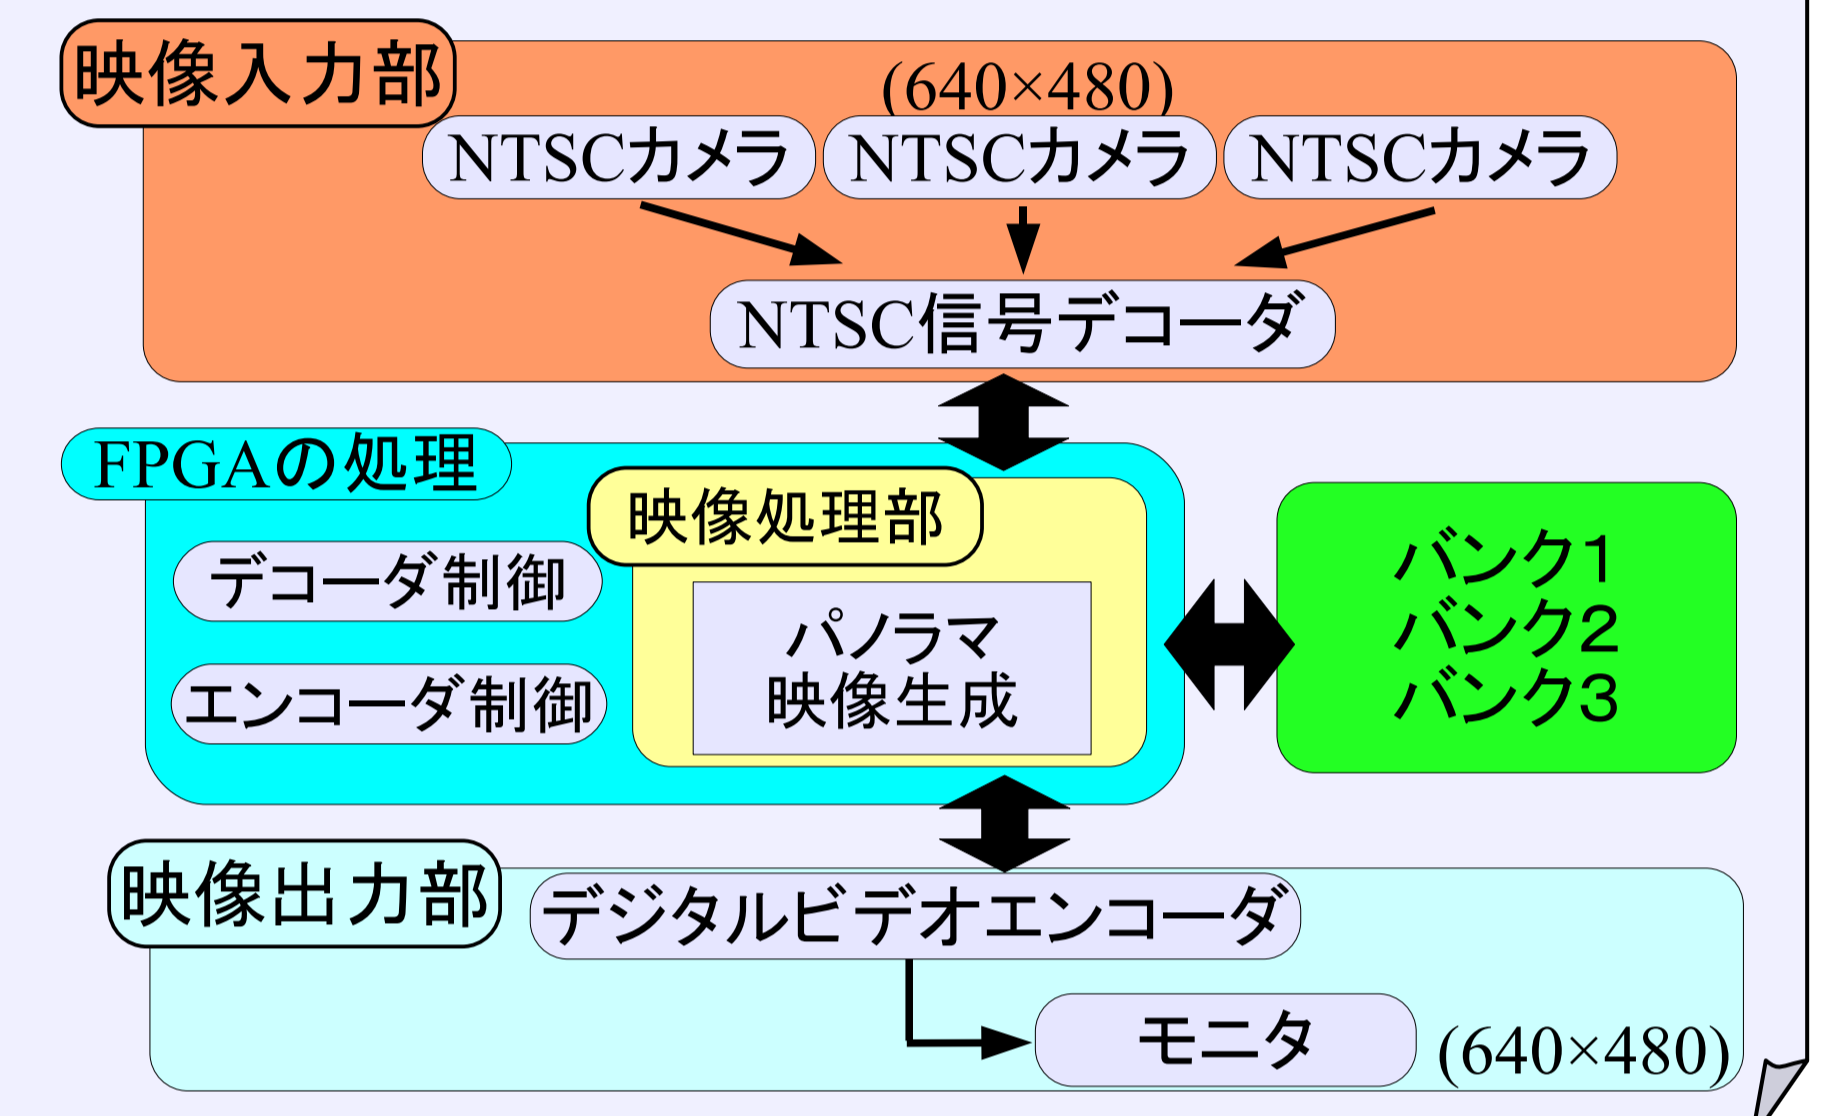 映像入力部
(640×480)
NTSCカメラ
NTSCカメラ
NTSCカメラ
NTSC信号デコーダ
FPGAの処理
映像処理部
デコーダ制御
エンコーダ制御
パノラマ
映像生成
バンク1
バンク2
バンク3
映像出力部
デジタルビデオエンコーダ
モニタ
(640×480)